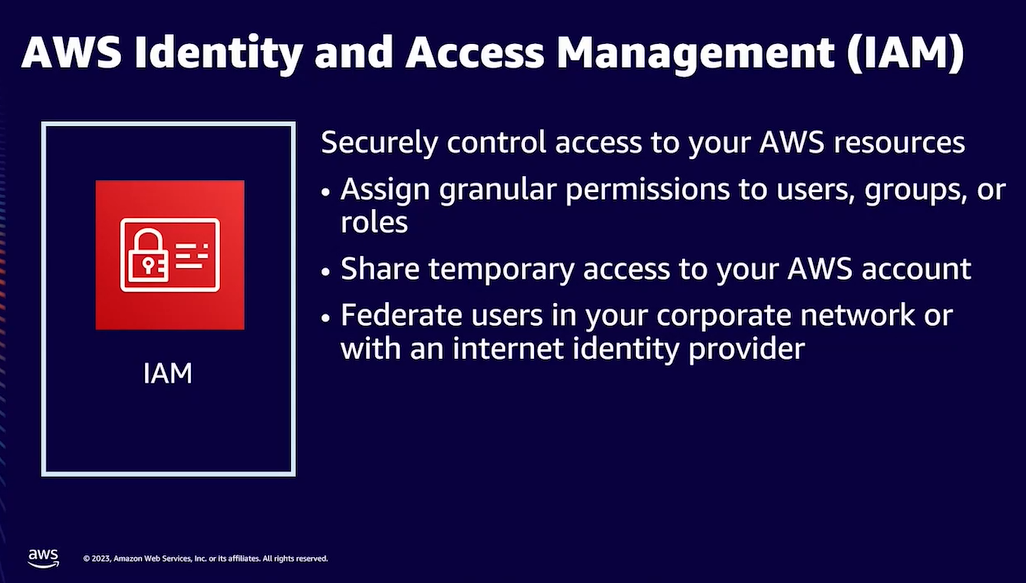 AWS Identity and Access Management (IAM)
Securely control access to your AWS resources
• Assign granular permissions to users, groups, or
roles
• Share temporary access to your AWS account
• Federate users in your corporate network or
with an internet identity provider
IAM
aws
© 2023, Amazon Web Services, Inc. or its affiliates. All rights reserved.